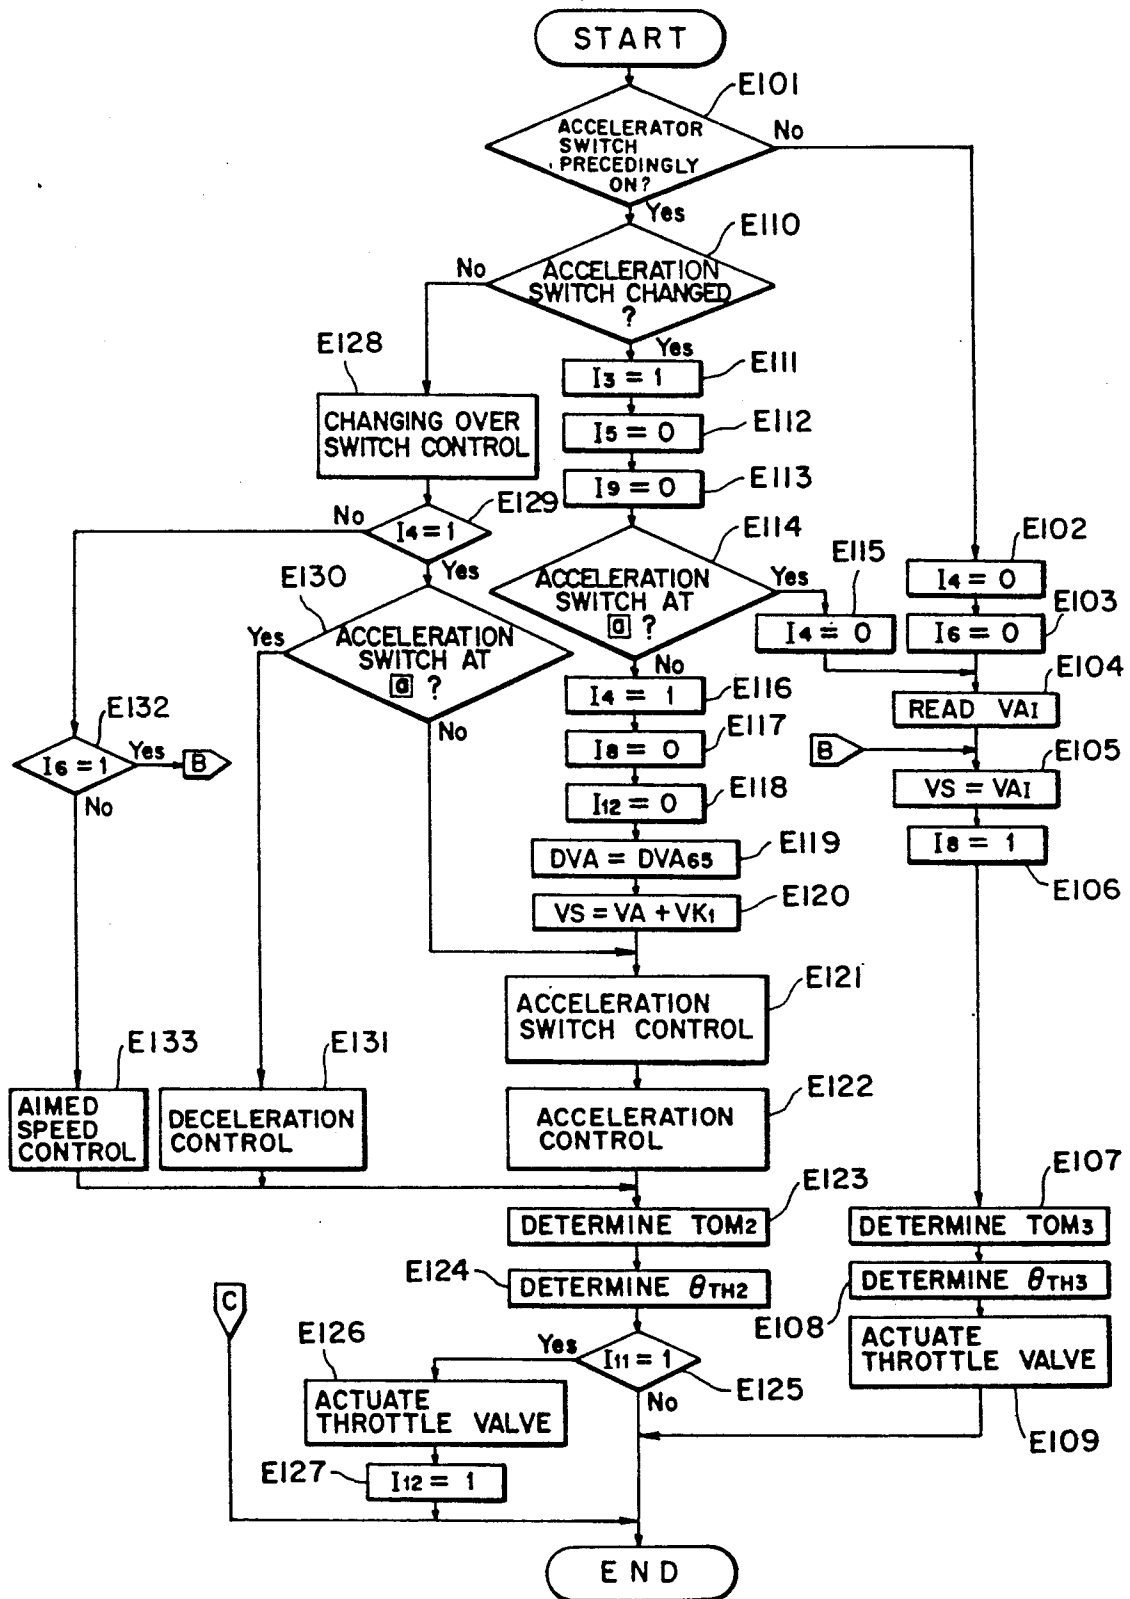 START
E101
ACCELERATOR
SWITCH
PRECEDINGLY
ON?
No
Yes
E110
No
ACCELERATION
SWITCH CHANGED
?
Yes
E128
CHANGING OVER
SWITCH CONTROL
I3 = 1
E111
I5 = 0
E112
I9 = 0
E113
E129
No
I4 = 1
Yes
E114
ACCELERATION
SWITCH AT
a ?
Yes
No
E115
I4 = 0
E102
I4 = 0
E103
I6 = 0
E104
READ VAI
E130
Yes
ACCELERATION
SWITCH AT
a ?
No
I4 = 1
E116
I8 = 0
E117
I12 = 0
E118
DVA = DVA65
E119
VS = VA + VK1
E120
E132
I6 = 1
Yes
B
No
B
E105
VS = VAI
I8 = 1
E106
E121
ACCELERATION
SWITCH CONTROL
E133
AIMED
SPEED
CONTROL
E131
DECELERATION
CONTROL
E122
ACCELERATION
CONTROL
E123
DETERMINE TOM2
E107
DETERMINE TOM3
E124
DETERMINE θTH2
DETERMINE θTH3
E108
C
E126
Yes
I11 = 1
E125
No
ACTUATE
THROTTLE VALVE
ACTUATE
THROTTLE VALVE
E109
E127
I12 = 1
END